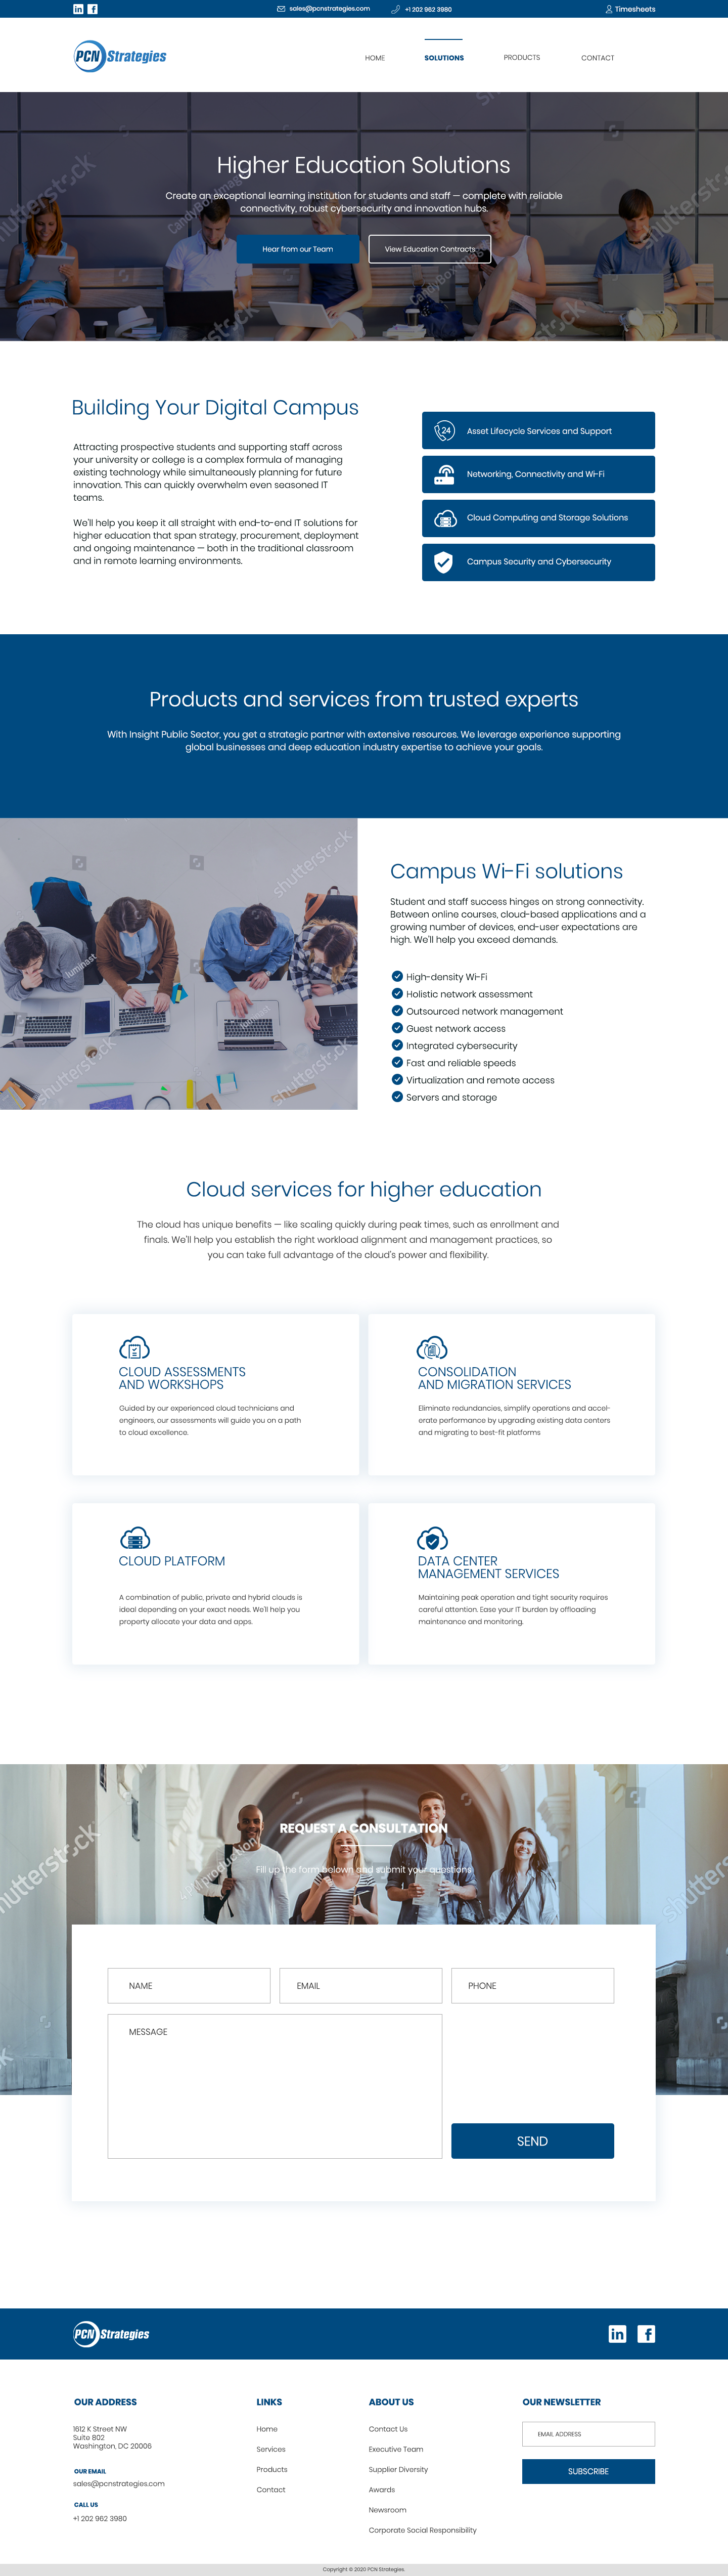 in f
sales@pcnstrategies.com
+1 202 962 3980
Timesheets
PCN Strategies
HOME
SOLUTIONS
PRODUCTS
CONTACT
Higher Education Solutions
Create an exceptional learning institution for students and staff — complete with reliable
connectivity, robust cybersecurity and innovation hubs.
Hear from our Team
View Education Contracts
shutterstock
Building Your Digital Campus
Attracting prospective students and supporting staff across
your university or college is a complex formula of managing
existing technology while simultaneously planning for future
innovation. This can quickly overwhelm even seasoned IT
teams.
We'll help you keep it all straight with end-to-end IT solutions for
higher education that span strategy, procurement, deployment
and ongoing maintenance — both in the traditional classroom
and in remote learning environments.
24
Asset Lifecycle Services and Support
Networking, Connectivity and Wi-Fi
Cloud Computing and Storage Solutions
Campus Security and Cybersecurity
Products and services from trusted experts
With Insight Public Sector, you get a strategic partner with extensive resources. We leverage experience supporting
global businesses and deep education industry expertise to achieve your goals.
shutterstock
luminast
shutterstock
shutterstock
Campus Wi-Fi solutions
Student and staff success hinges on strong connectivity.
Between online courses, cloud-based applications and a
growing number of devices, end-user expectations are
high. We'll help you exceed demands.
High-density Wi-Fi
Holistic network assessment
Outsourced network management
Guest network access
Integrated cybersecurity
Fast and reliable speeds
Virtualization and remote access
Servers and storage
Cloud services for higher education
The cloud has unique benefits — like scaling quickly during peak times, such as enrollment and
finals. We'll help you establish the right workload alignment and management practices, so
you can take full advantage of the cloud's power and flexibility.
CLOUD ASSESSMENTS
AND WORKSHOPS
Guided by our experienced cloud technicians and
engineers, our assessments will guide you on a path
to cloud excellence.
CONSOLIDATION
AND MIGRATION SERVICES
Eliminate redundancies, simplify operations and accel-
erate performance by upgrading existing data centers
and migrating to best-fit platforms
CLOUD PLATFORM
A combination of public, private and hybrid clouds is
ideal depending on your exact needs. We'll help you
property allocate your data and apps.
DATA CENTER
MANAGEMENT SERVICES
Maintaining peak operation and tight security requires
careful attention. Ease your IT burden by offloading
maintenance and monitoring.
REQUEST A CONSULTATION
Fill up the form belown and submit your questions
NAME
EMAIL
PHONE
MESSAGE
SEND
PCN Strategies
in f
OUR ADDRESS
1612 K Street NW
Suite 802
Washington, DC 20006
OUR EMAIL
sales@pcnstrategies.com
CALL US
+1 202 962 3980
LINKS
Home
Services
Products
Contact
ABOUT US
Contact Us
Executive Team
Supplier Diversity
Awards
Newsroom
Corporate Social Responsibility
OUR NEWSLETTER
EMAIL ADDRESS
SUBSCRIBE
Copyright © 2020 PCN Strategies.